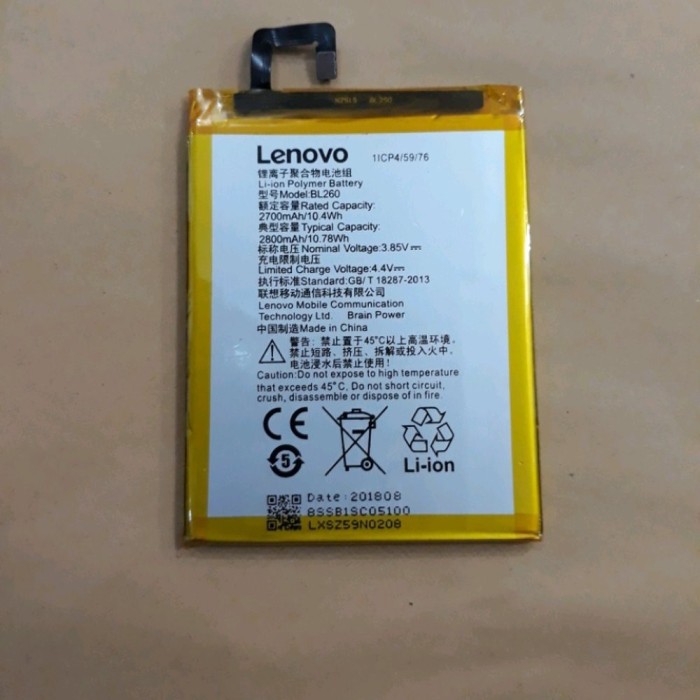 N2515 BL260
Lenovo
1ICP4/59/76
锂离子聚合物电池组
Li-ion Polymer Battery
型号Model:BL260
额定容量Rated Capacity:
2700mAh/10.4Wh
典型容量Typical Capacity:
2800mAh/10.78Wh
标称电压 Nominal Voltage:3.85V⎓
充电限制电压
Limited Charge Voltage:4.4V⎓
执行标准Standard:GB/T 18287-2013
联想移动通信科技有限公司
Lenovo Mobile Communication
Technology Ltd. Brain Power
中国制造Made in China
警告: 禁止置于45°C以上高温环境,
禁止短路、挤压、拆解或投入火中,
电池浸水后禁止使用!
Caution:Do not expose to high temperature
that exceeds 45°C, Do not short circuit,
crush, disassemble or dispose of in fire.
CE
5
Li-ion
Date:201808
8SSB1SC05100
LXSZ59N0208